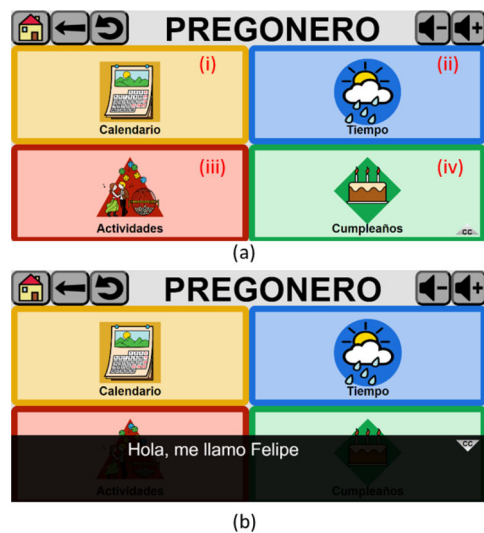 PREGONERO
(i)
(ii)
Calendario
Tiempo
(iii)
(iv)
Actividades
Cumpleaños
CC
(a)
PREGONERO
Calendario
Tiempo
Hola, me llamo Felipe
CC
Actividades
Cumpleaños
(b)